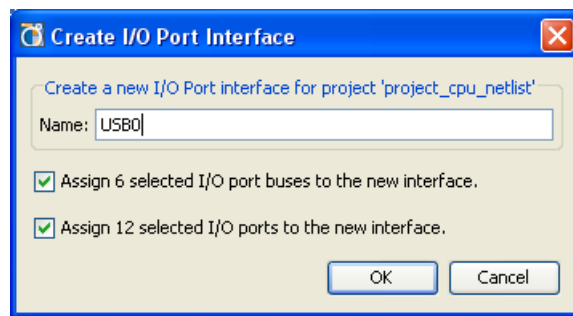 Create I/O Port Interface
Create a new I/O Port interface for project 'project_cpu_netlist'
Name: USB0
Assign 6 selected I/O port buses to the new interface.
Assign 12 selected I/O ports to the new interface.
OK Cancel